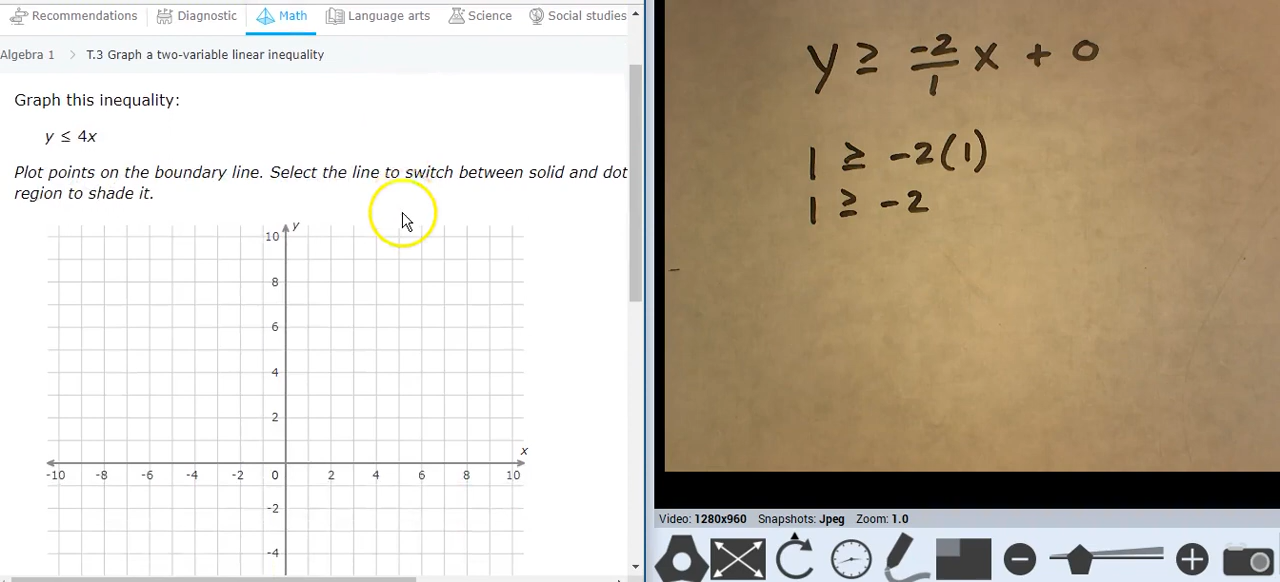 Recommendations Diagnostic Math Language arts Science Social studies
Algebra 1 > T.3 Graph a two-variable linear inequality
Graph this inequality:
y ≤ 4x
Plot points on the boundary line. Select the line to switch between solid and dot
region to shade it.
y
10
8
6
4
2
x
-10 -8 -6 -4 -2 0 2 4 6 8 10
-2
-4
y ≥ -2/1 x + 0
1 ≥ -2(1)
1 ≥ -2
Video: 1280x960 Snapshots: Jpeg Zoom: 1.0